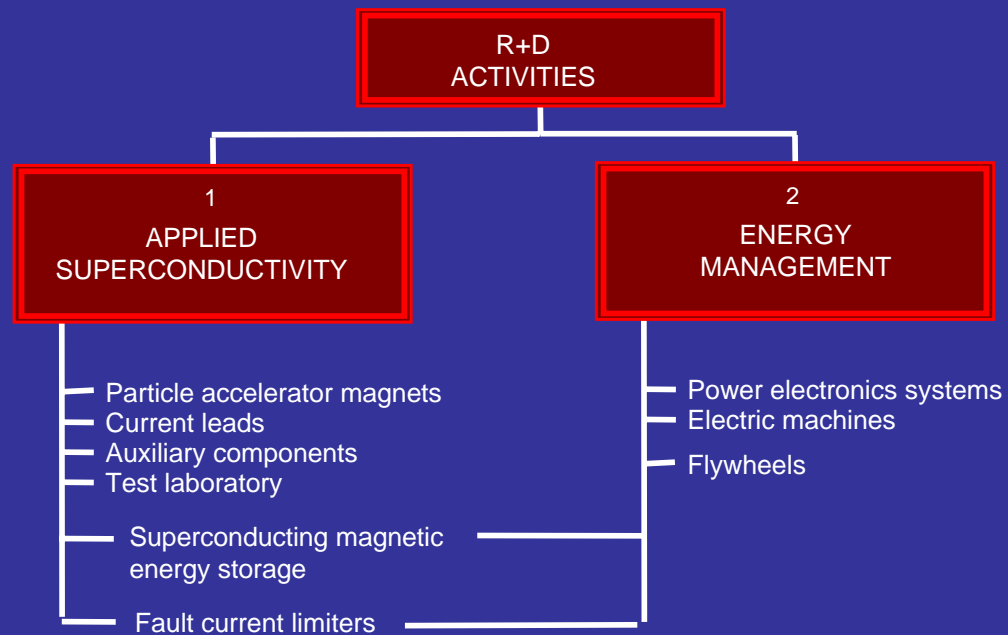 R+D
ACTIVITIES
1
APPLIED
SUPERCONDUCTIVITY
2
ENERGY
MANAGEMENT
Particle accelerator magnets
Current leads
Auxiliary components
Test laboratory
Superconducting magnetic
energy storage
Fault current limiters
Power electronics systems
Electric machines
Flywheels